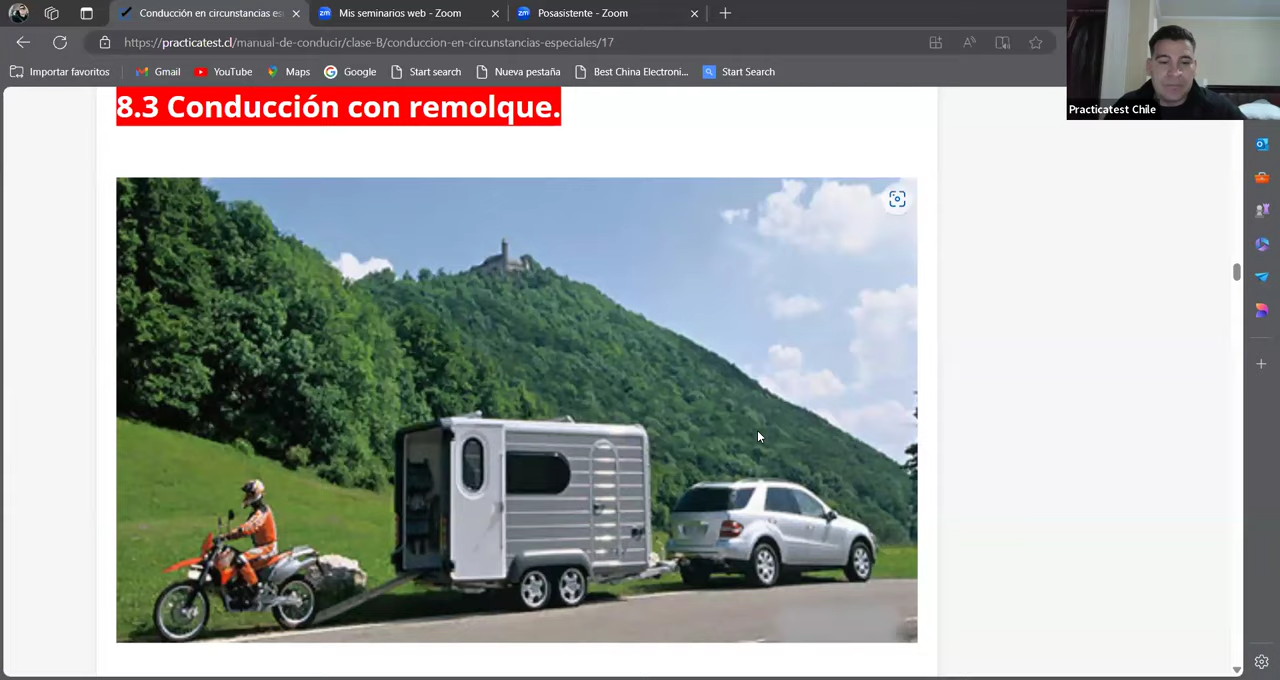 Conducción en circunstancias es
Mis seminarios web - Zoom
Posasistente - Zoom
https://practicatest.cl/manual-de-conducir/clase-B/conduccion-en-circunstancias-especiales/17
Importar favoritos
Gmail
YouTube
Maps
Google
Start search
Nueva pestaña
Best China Electroni...
Start Search
Practicatest Chile
8.3 Conducción con remolque.